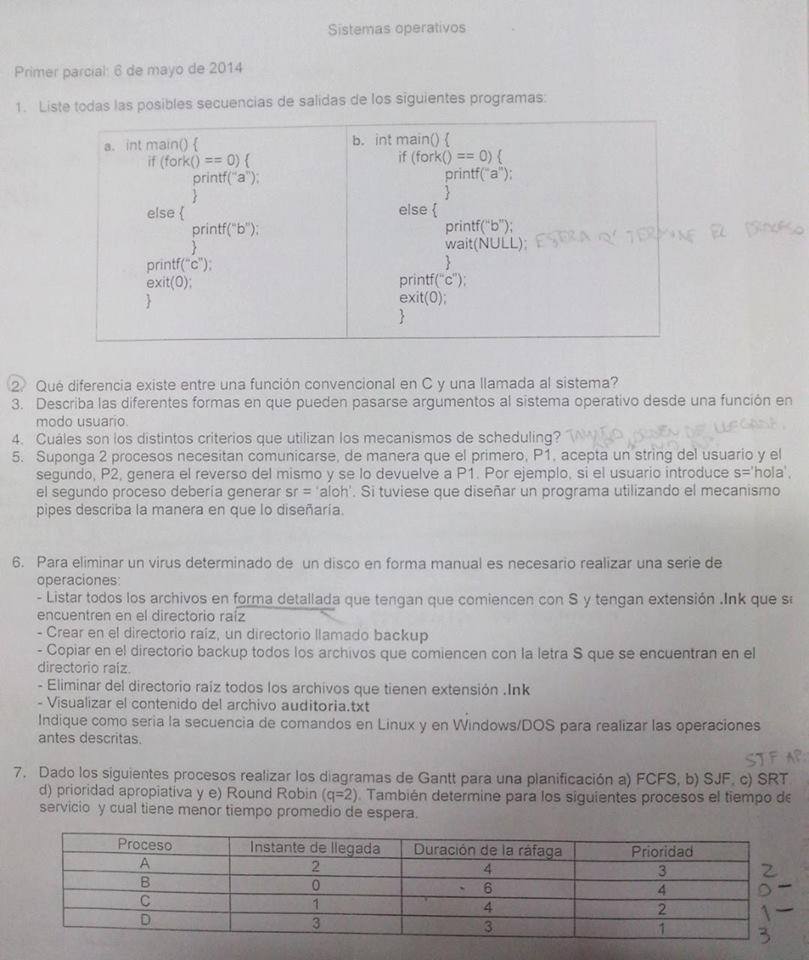 Sistemas operativos
Primer parcial: 6 de mayo de 2014
1. Liste todas las posibles secuencias de salidas de los siguientes programas:
a. int main() {
if (fork() == 0) {
printf("a");
}
else {
printf("b");
}
printf("c");
exit(0);
}
b. int main() {
if (fork() == 0) {
printf("a");
}
else {
printf("b");
wait(NULL); ESPERA Q' TERMINE EL PROCESO
}
printf("c");
exit(0);
}
2. Qué diferencia existe entre una función convencional en C y una llamada al sistema?
3. Describa las diferentes formas en que pueden pasarse argumentos al sistema operativo desde una función en
modo usuario.
4. Cuáles son los distintos criterios que utilizan los mecanismos de scheduling? ORDEN DE LLEGADA.
5. Suponga 2 procesos necesitan comunicarse, de manera que el primero, P1, acepta un string del usuario y el
segundo, P2, genera el reverso del mismo y se lo devuelve a P1. Por ejemplo, si el usuario introduce s='hola',
el segundo proceso debería generar sr = 'aloh'. Si tuviese que diseñar un programa utilizando el mecanismo
pipes describa la manera en que lo diseñaría.
6. Para eliminar un virus determinado de un disco en forma manual es necesario realizar una serie de
operaciones:
- Listar todos los archivos en forma detallada que tengan que comiencen con S y tengan extensión .lnk que se
encuentren en el directorio raíz
- Crear en el directorio raíz, un directorio llamado backup
- Copiar en el directorio backup todos los archivos que comiencen con la letra S que se encuentran en el
directorio raíz.
- Eliminar del directorio raíz todos los archivos que tienen extensión .lnk
- Visualizar el contenido del archivo auditoria.txt
Indique como sería la secuencia de comandos en Linux y en Windows/DOS para realizar las operaciones
antes descritas.
STF AP.
7. Dado los siguientes procesos realizar los diagramas de Gantt para una planificación a) FCFS, b) SJF, c) SRT
d) prioridad apropiativa y e) Round Robin (q=2). También determine para los siguientes procesos el tiempo de
servicio y cual tiene menor tiempo promedio de espera.
Proceso Instante de llegada Duración de la ráfaga Prioridad
A 2 4 3 2
B 0 6 4 0 -
C 1 4 2 1 -
D 3 3 1 3